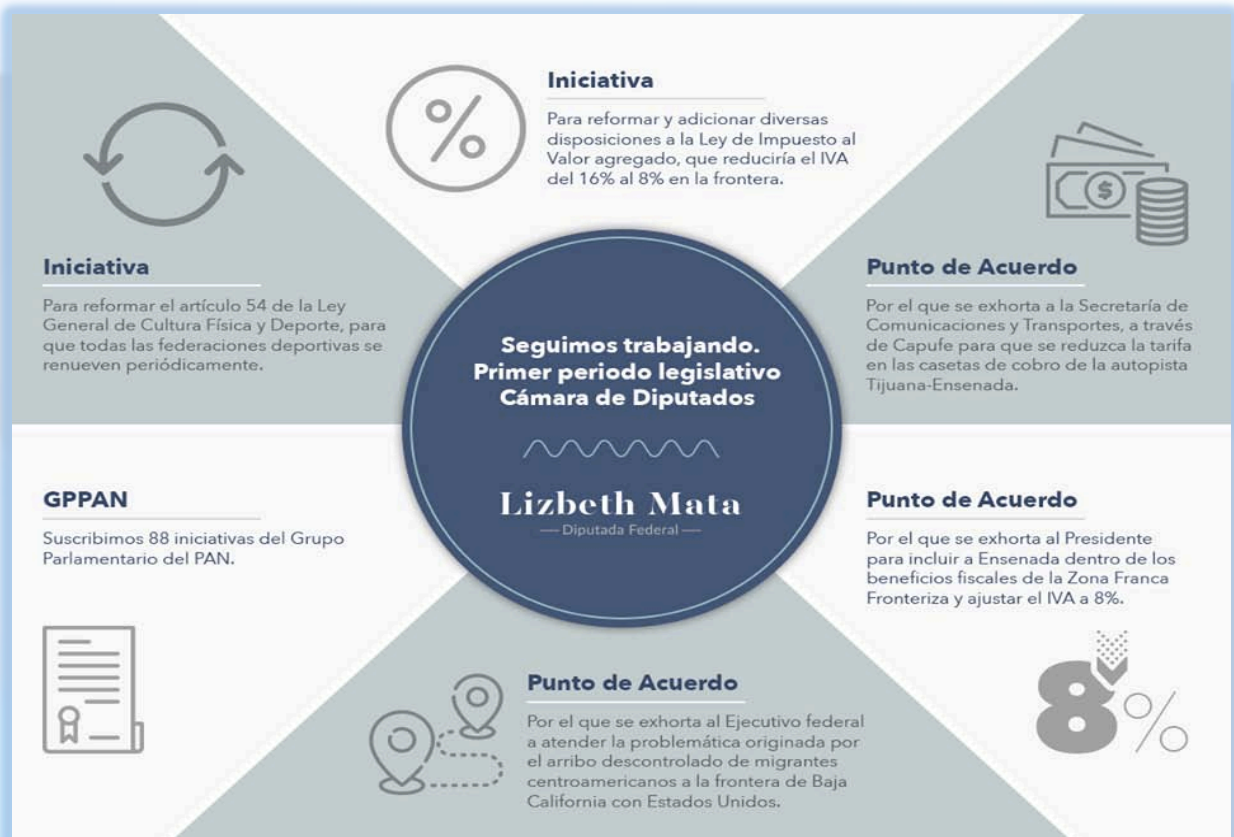 Iniciativa
Para reformar y adicionar diversas
disposiciones a la Ley de Impuesto al
Valor agregado, que reduciría el IVA
del 16% al 8% en la frontera.
%
Iniciativa
Para reformar el artículo 54 de la Ley
General de Cultura Física y Deporte, para
que todas las federaciones deportivas se
renueven periódicamente.
$
Punto de Acuerdo
Por el que se exhorta a la Secretaría de
Comunicaciones y Transportes, a través
de Capufe para que se reduzca la tarifa
en las casetas de cobro de la autopista
Tijuana-Ensenada.
Seguimos trabajando.
Primer periodo legislativo
Cámara de Diputados
Lizbeth Mata
Diputada Federal
GPPAN
Suscribimos 88 iniciativas del Grupo
Parlamentario del PAN.
Punto de Acuerdo
Por el que se exhorta al Presidente
para incluir a Ensenada dentro de los
beneficios fiscales de la Zona Franca
Fronteriza y ajustar el IVA a 8%.
8%
Punto de Acuerdo
Por el que se exhorta al Ejecutivo federal
a atender la problemática originada por
el arribo descontrolado de migrantes
centroamericanos a la frontera de Baja
California con Estados Unidos.